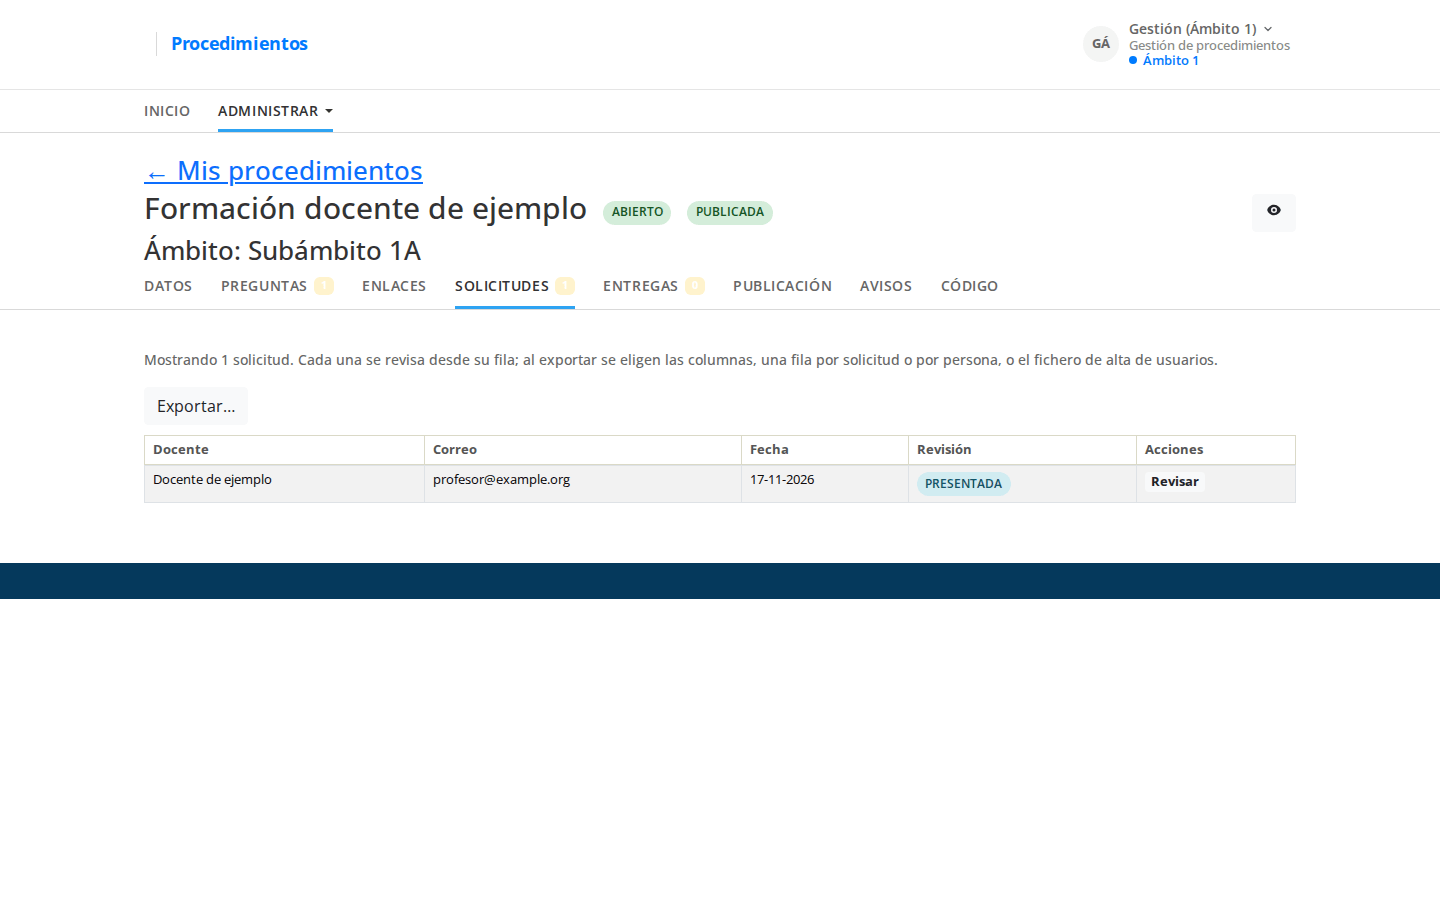 Procedimientos
GÁ
Gestión (Ámbito 1)
Gestión de procedimientos
Ámbito 1
INICIO ADMINISTRAR
← Mis procedimientos
Formación docente de ejemplo ABIERTO PUBLICADA
Ámbito: Subámbito 1A
DATOS PREGUNTAS 1 ENLACES SOLICITUDES 1 ENTREGAS 0 PUBLICACIÓN AVISOS CÓDIGO
Mostrando 1 solicitud. Cada una se revisa desde su fila; al exportar se eligen las columnas, una fila por solicitud o por persona, o el fichero de alta de usuarios.
Exportar...
Docente Correo Fecha Revisión Acciones
Docente de ejemplo profesor@example.org 17-11-2026 PRESENTADA Revisar